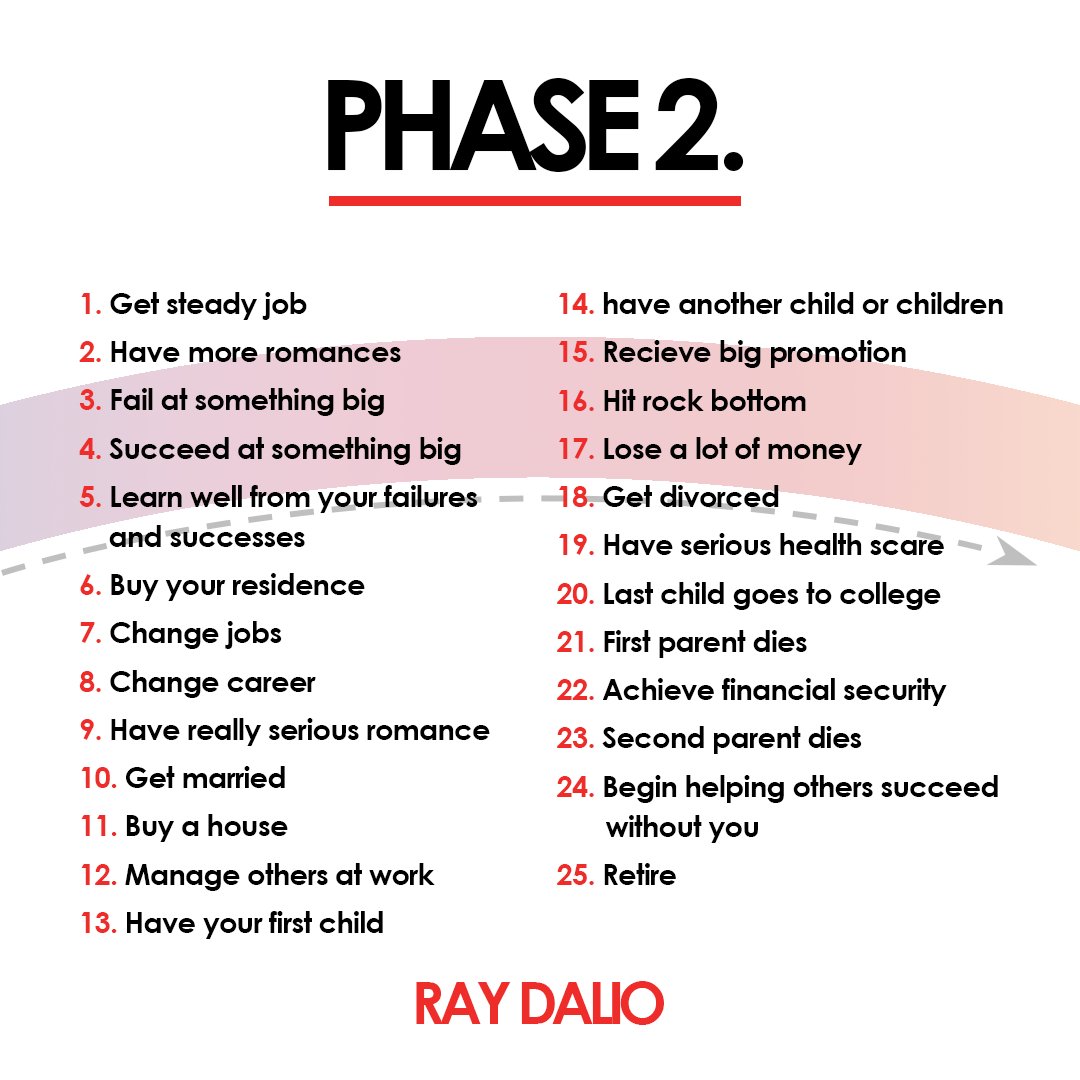 PHASE 2.
1. Get steady job
2. Have more romances
3. Fail at something big
4. Succeed at something big
5. Learn well from your failures
and successes
6. Buy your residence
7. Change jobs
8. Change career
9. Have really serious romance
10. Get married
11. Buy a house
12. Manage others at work
13. Have your first child
14. have another child or children
15. Recieve big promotion
16. Hit rock bottom
17. Lose a lot of money
18. Get divorced
19. Have serious health scare
20. Last child goes to college
21. First parent dies
22. Achieve financial security
23. Second parent dies
24. Begin helping others succeed
without you
25. Retire
RAY DALIO